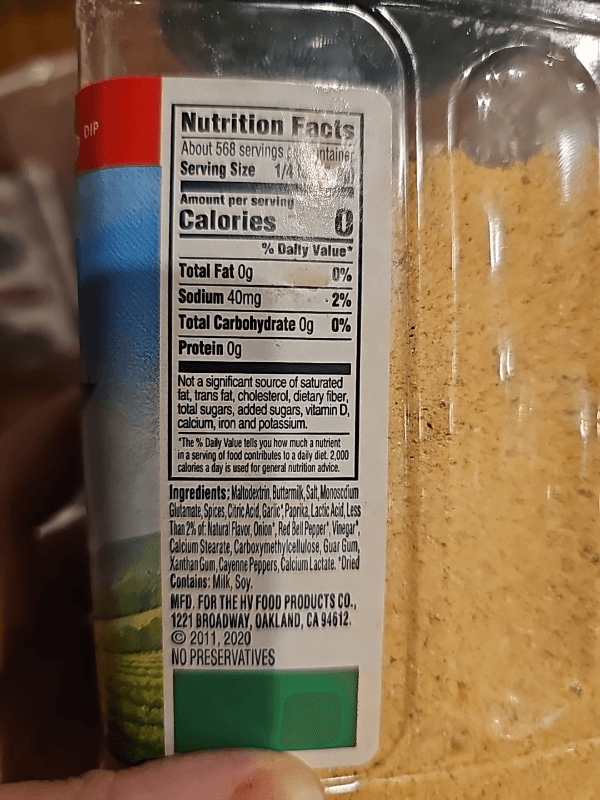 DIP
Nutrition Facts
About 568 servings container
Serving Size 1/4
Amount per serving
Calories 0
% Daily Value*
Total Fat 0g 0%
Sodium 40mg 2%
Total Carbohydrate 0g 0%
Protein 0g
Not a significant source of saturated
fat, trans fat, cholesterol, dietary fiber,
total sugars, added sugars, vitamin D,
calcium, iron and potassium.
*The % Daily Value tells you how much a nutrient
in a serving of food contributes to a daily diet. 2,000
calories a day is used for general nutrition advice.
Ingredients: Maltodextrin, Buttermilk, Salt, Monosodium
Glutamate, Spices, Citric Acid, Garlic*, Paprika, Lactic Acid, Less
Than 2% of: Natural Flavor, Onion*, Red Bell Pepper*, Vinegar*,
Calcium Stearate, Carboxymethylcellulose, Guar Gum,
Xanthan Gum, Cayenne Peppers, Calcium Lactate. *Dried
Contains: Milk, Soy.
MFD. FOR THE HV FOOD PRODUCTS CO.,
1221 BROADWAY, OAKLAND, CA 94612.
© 2011, 2020
NO PRESERVATIVES